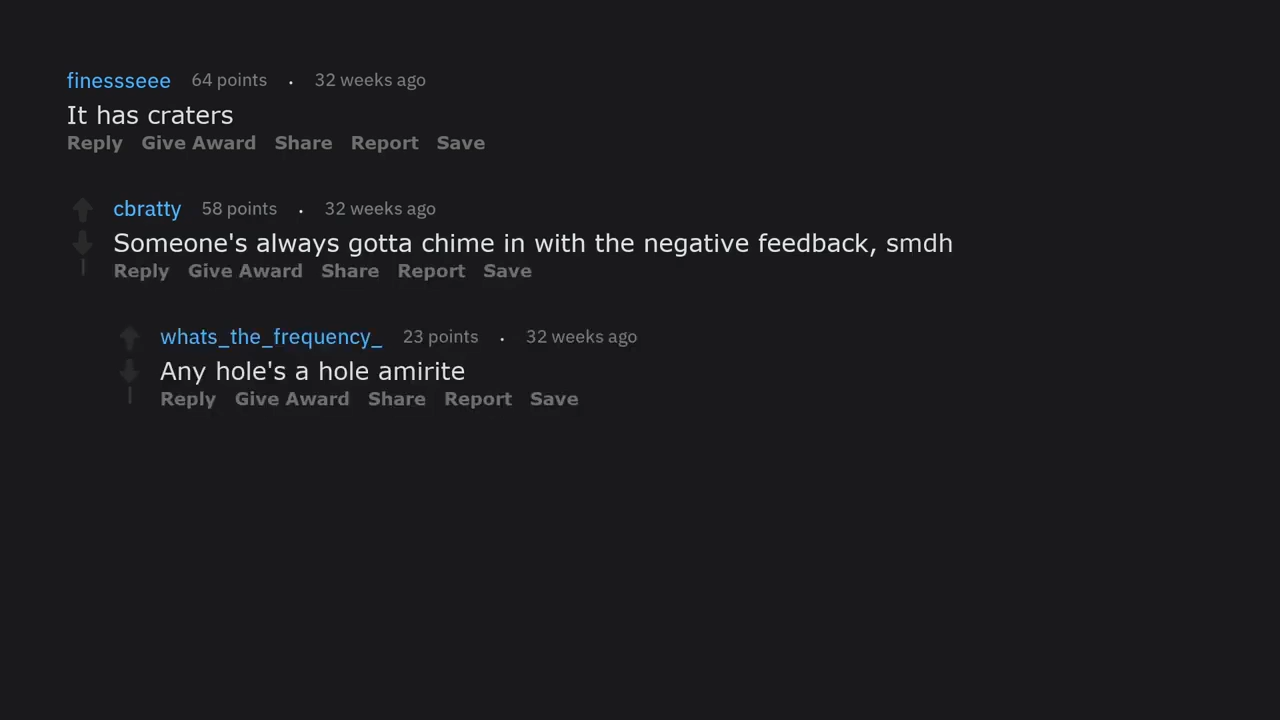 finessseee 64 points . 32 weeks ago
It has craters
Reply Give Award Share Report Save
cbratty 58 points . 32 weeks ago
Someone's always gotta chime in with the negative feedback, smdh
Reply Give Award Share Report Save
whats_the_frequency_ 23 points . 32 weeks ago
Any hole's a hole amirite
Reply Give Award Share Report Save